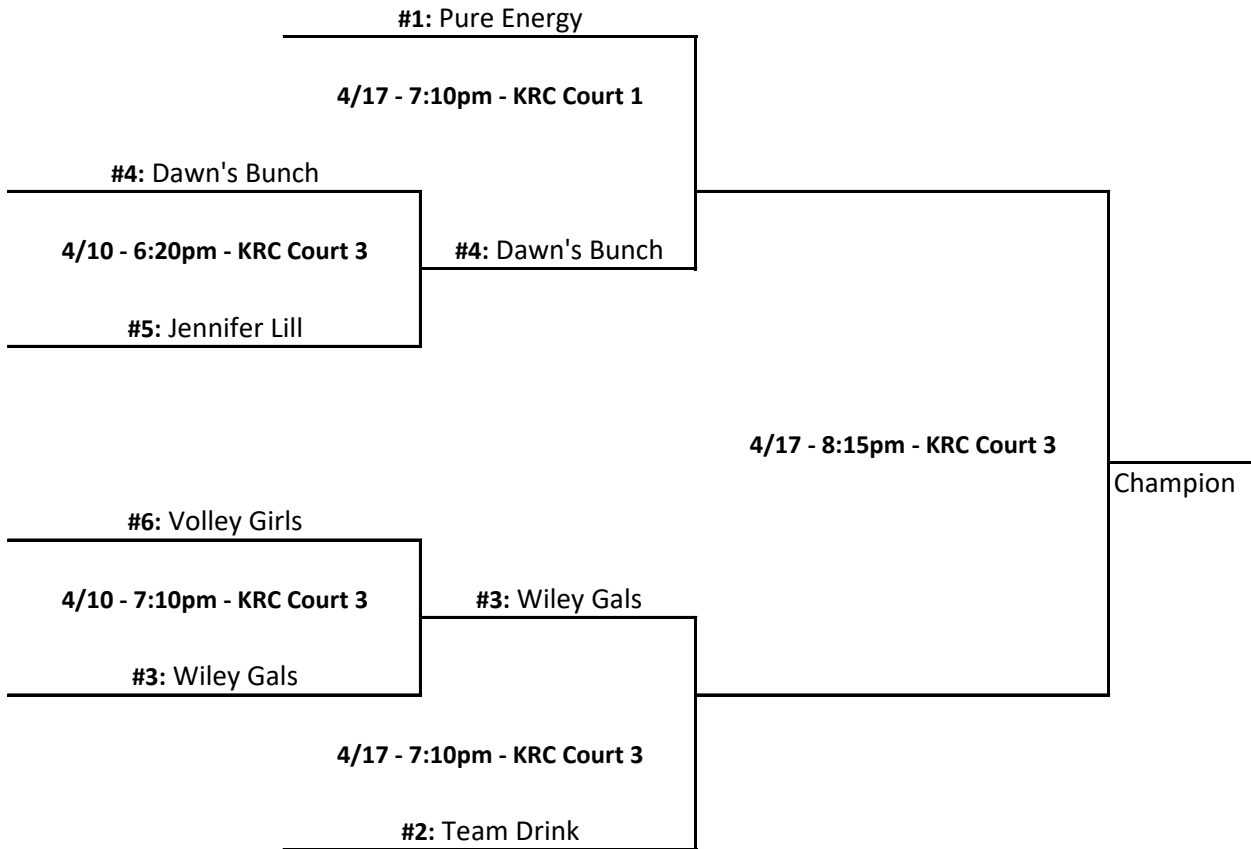 #1: Pure Energy
4/17 - 7:10pm - KRC Court 1
#4: Dawn's Bunch
4/10 - 6:20pm - KRC Court 3
#4: Dawn's Bunch
#5: Jennifer Lill
4/17 - 8:15pm - KRC Court 3
Champion
#6: Volley Girls
4/10 - 7:10pm - KRC Court 3
#3: Wiley Gals
#3: Wiley Gals
4/17 - 7:10pm - KRC Court 3
#2: Team Drink